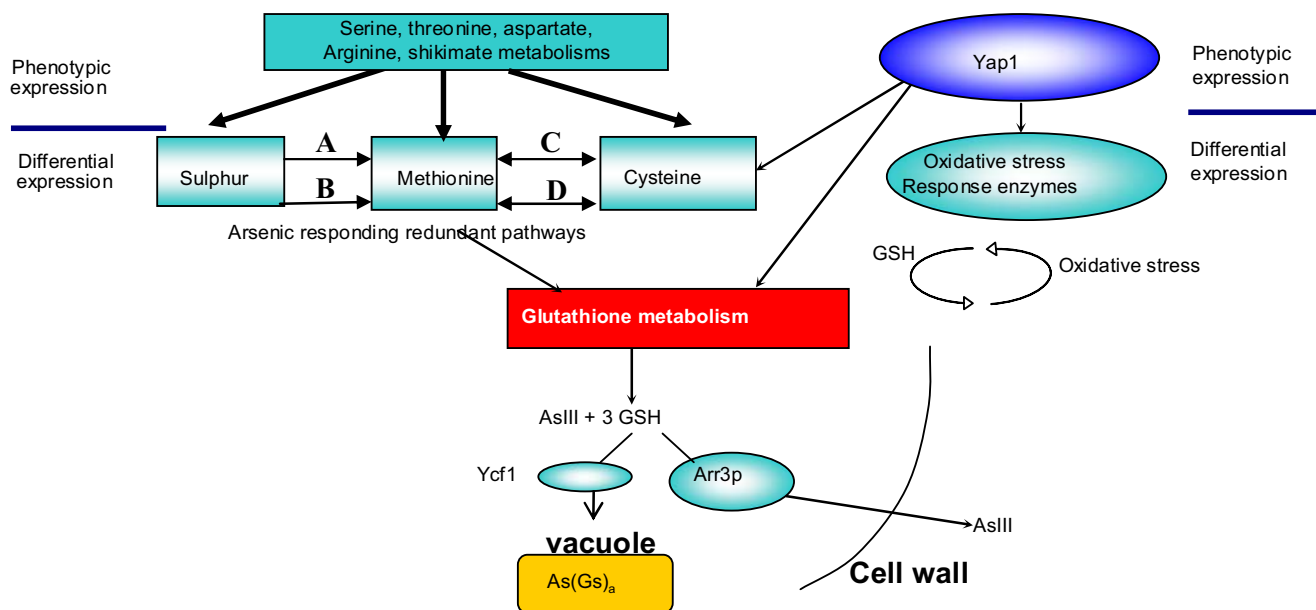 Serine, threonine, aspartate,
Arginine, shikimate metabolisms
Phenotypic
expression
Differential
expression
Yap1
Phenotypic
expression
Differential
expression
Sulphur
A
B
Methionine
C
D
Cysteine
Oxidative stress
Response enzymes
Arsenic responding redundant pathways
GSH
Oxidative stress
Glutathione metabolism
AsIII + 3 GSH
Ycf1
Arr3p
AsIII
vacuole
As(Gs)a
Cell wall